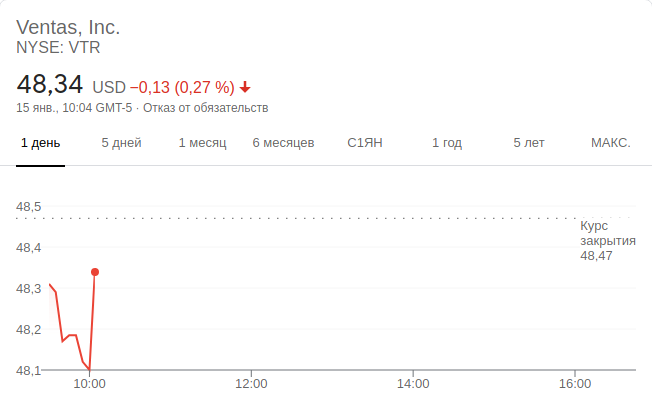 Ventas, Inc.
NYSE: VTR
48,34 USD −0,13 (0,27 %)
15 янв., 10:04 GMT-5 · Отказ от обязательств
1 день 5 дней 1 месяц 6 месяцев С1ЯН 1 год 5 лет МАКС.
48,5
Курс
закрытия
48,47
48,4
48,3
48,2
48,1
10:00 12:00 14:00 16:00